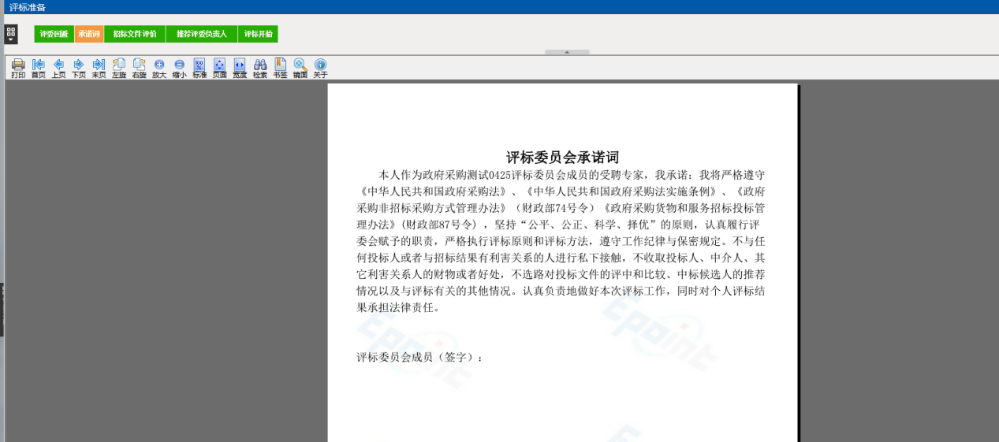 评标准备
评委回避 承诺词 招标文件评价 推荐评委负责人 评标开始
打印 首页 上页 下页 末页 左旋 右旋 放大 缩小 标准 页面 宽度 检索 书签 镜面 关于
评标委员会承诺词
本人作为政府采购测试0425评标委员会成员的受聘专家，我承诺：我将严格遵守
《中华人民共和国政府采购法》、《中华人民共和国政府采购法实施条例》、《政府
采购非招标采购方式管理办法》（财政部74号令）《政府采购货物和服务招标投标管
理办法》(财政部87号令)，坚持“公平、公正、科学、择优”的原则，认真履行评
委会赋予的职责，严格执行评标原则和评标方法，遵守工作纪律与保密规定。不与任
何投标人或者与招标结果有利害关系的人进行私下接触，不收取投标人、中介人、其
它利害关系人的财物或者好处，不选路对投标文件的评中和比较、中标候选人的推荐
情况以及与评标有关的其他情况。认真负责地做好本次评标工作，同时对个人评标结
果承担法律责任。
评标委员会成员（签字）：
Epoint
Epoint
Ep